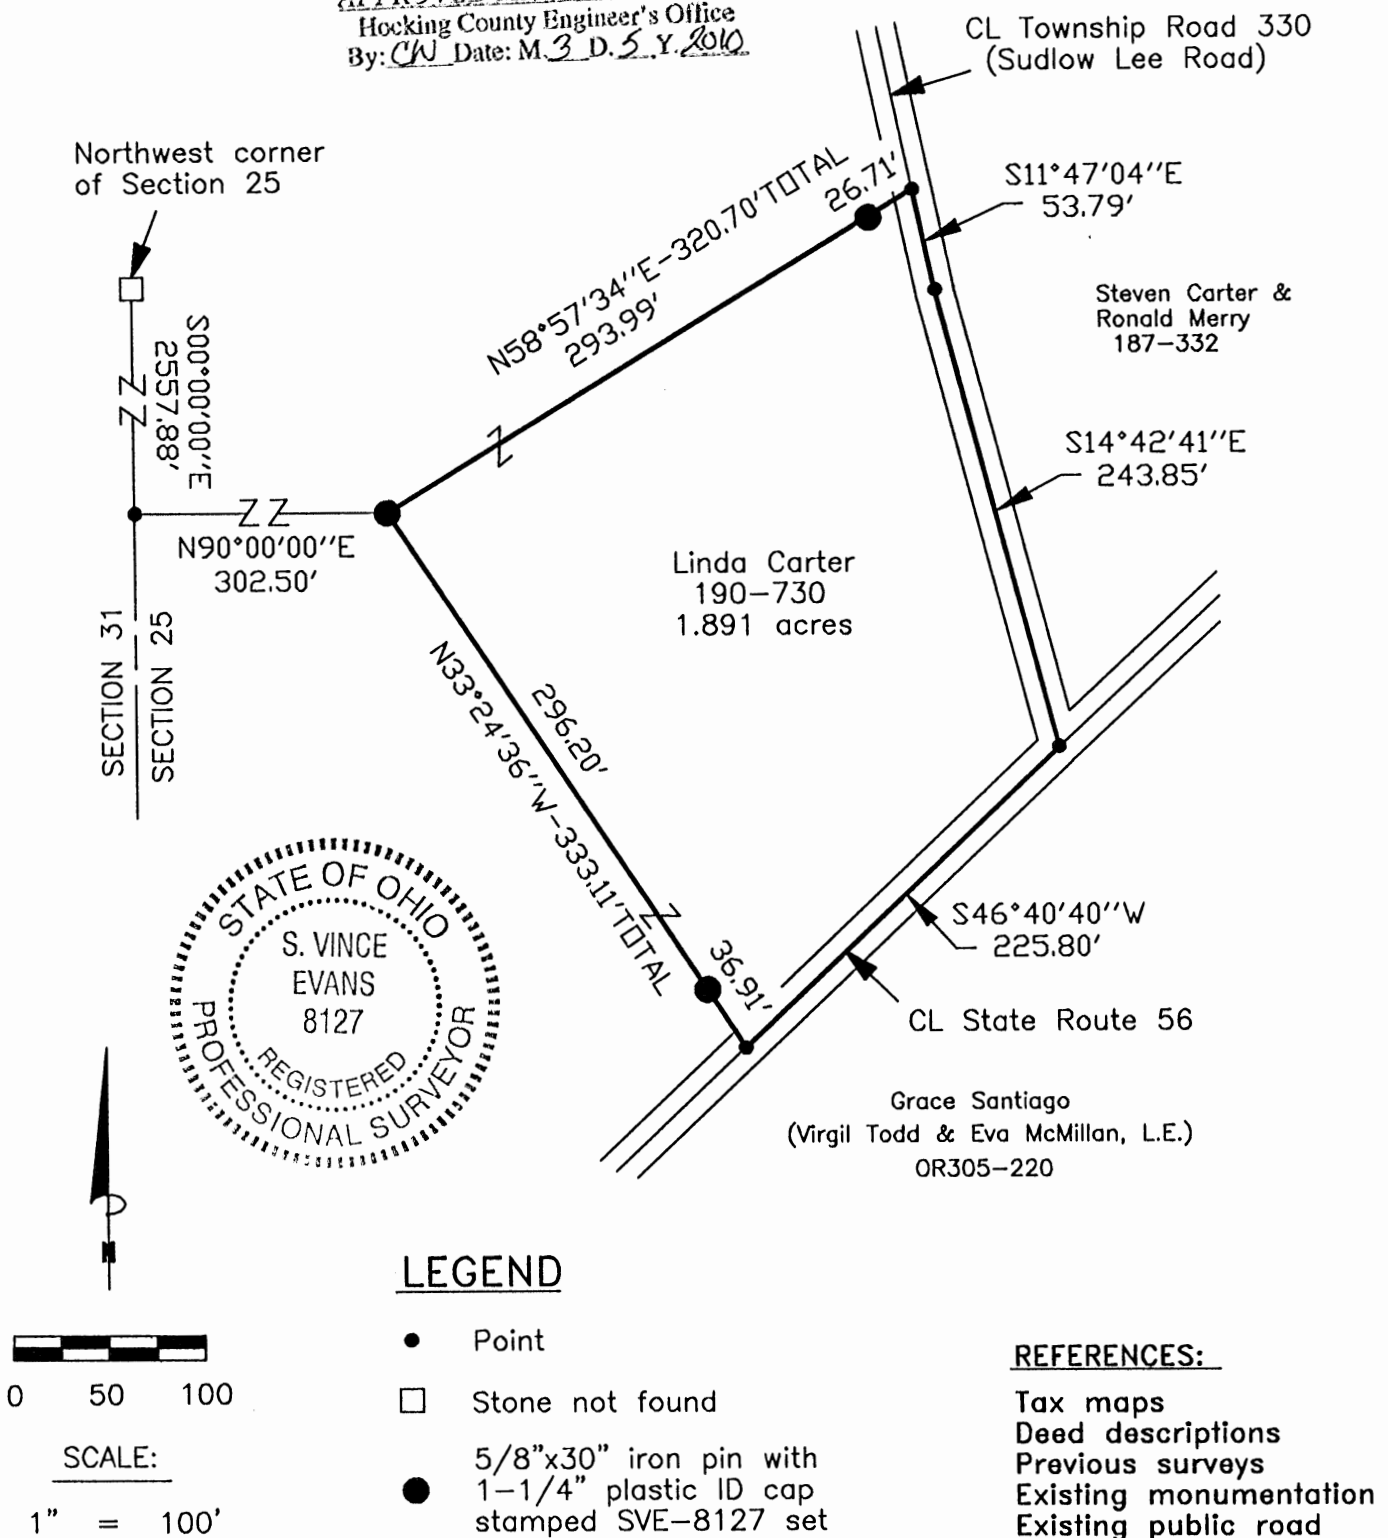 Hocking County Engineer's Office
By: CW Date: M. 3 D. 5 Y. 2010
CL Township Road 330
(Sudlow Lee Road)
Northwest corner
of Section 25
S00°00'00"E
2557.88'
N90°00'00"E
302.50'
SECTION 31
SECTION 25
N58°57'34"E-320.70'TOTAL
293.99'
26.71'
S11°47'04"E
53.79'
Steven Carter &
Ronald Merry
187-332
S14°42'41"E
243.85'
Linda Carter
190-730
1.891 acres
296.20'
N33°24'36"W-333.11'TOTAL
36.91'
S46°40'40"W
225.80'
CL State Route 56
Grace Santiago
(Virgil Todd & Eva McMillan, L.E.)
OR305-220
STATE OF OHIO
S. VINCE
EVANS
8127
REGISTERED
PROFESSIONAL SURVEYOR
N
LEGEND
Point
Stone not found
5/8"x30" iron pin with
1-1/4" plastic ID cap
stamped SVE-8127 set
0 50 100
SCALE:
1" = 100'
REFERENCES:
Tax maps
Deed descriptions
Previous surveys
Existing monumentation
Existing public road